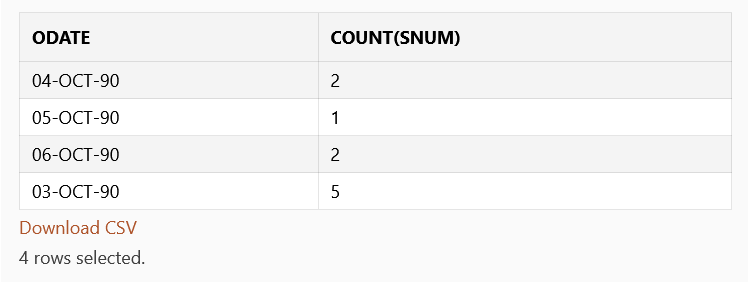 ODATE COUNT(SNUM)
04-OCT-90 2
05-OCT-90 1
06-OCT-90 2
03-OCT-90 5
Download CSV
4 rows selected.